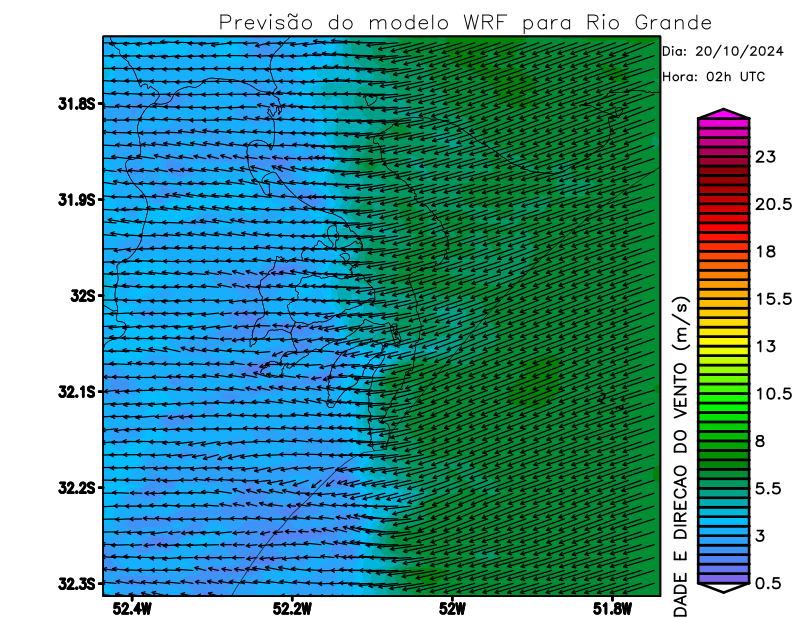 Previsão do modelo WRF para Rio Grande
Dia: 20/10/2024
Hora: 02h UTC
31.8S
31.9S
32S
32.1S
32.2S
32.3S
52.4W
52.2W
52W
51.8W
23
20.5
18
15.5
13
10.5
8
5.5
3
0.5
DADE E DIRECAO DO VENTO (m/s)